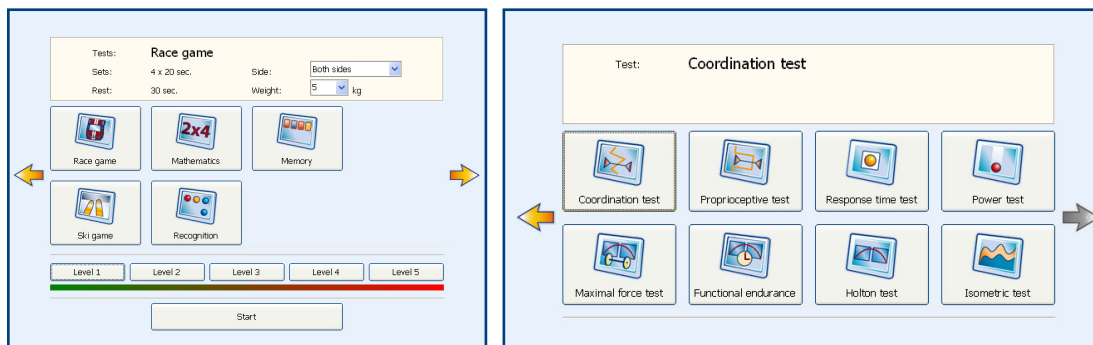 Tests: Race game
Sets: 4 x 20 sec. Side: Both sides
Rest: 30 sec. Weight: 5 kg
2x4
Race game Mathematics Memory
Ski game Recognition
Level 1 Level 2 Level 3 Level 4 Level 5
Start
Test: Coordination test
Coordination test Proprioceptive test Response time test Power test
Maximal force test Functional endurance Holton test Isometric test